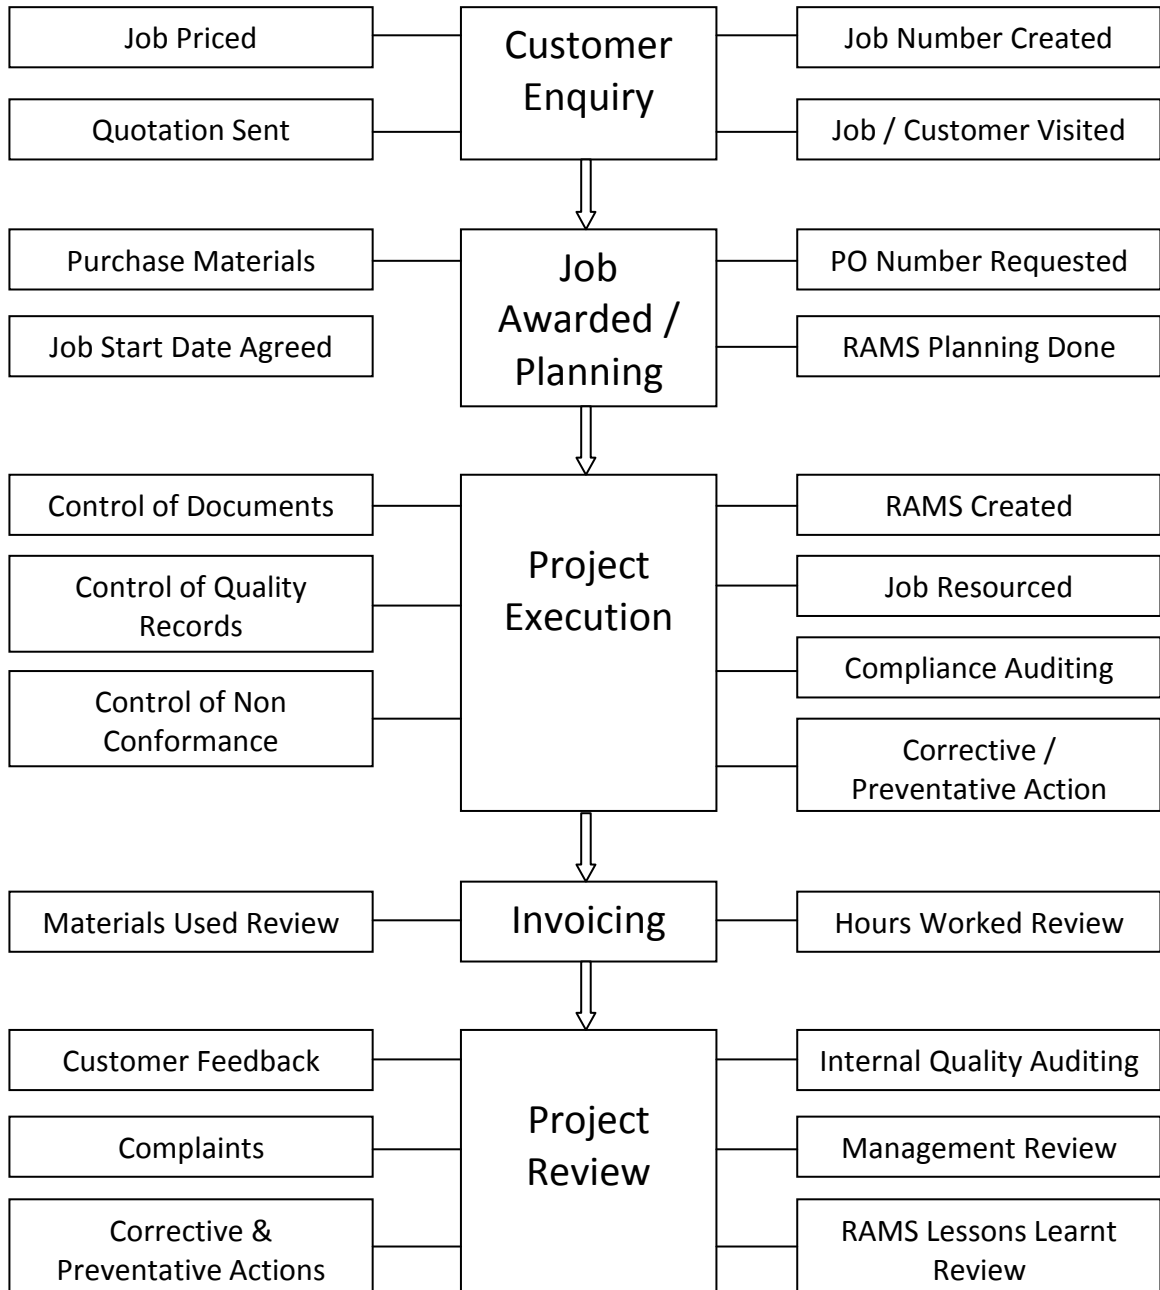 Job Priced
Customer
Enquiry
Job Number Created
Quotation Sent
Job / Customer Visited
Purchase Materials
Job
Awarded /
Planning
PO Number Requested
Job Start Date Agreed
RAMS Planning Done
Control of Documents
Project
Execution
RAMS Created
Control of Quality
Records
Job Resourced
Control of Non
Conformance
Compliance Auditing
Corrective /
Preventative Action
Materials Used Review
Invoicing
Hours Worked Review
Customer Feedback
Project
Review
Internal Quality Auditing
Complaints
Management Review
Corrective &
Preventative Actions
RAMS Lessons Learnt
Review